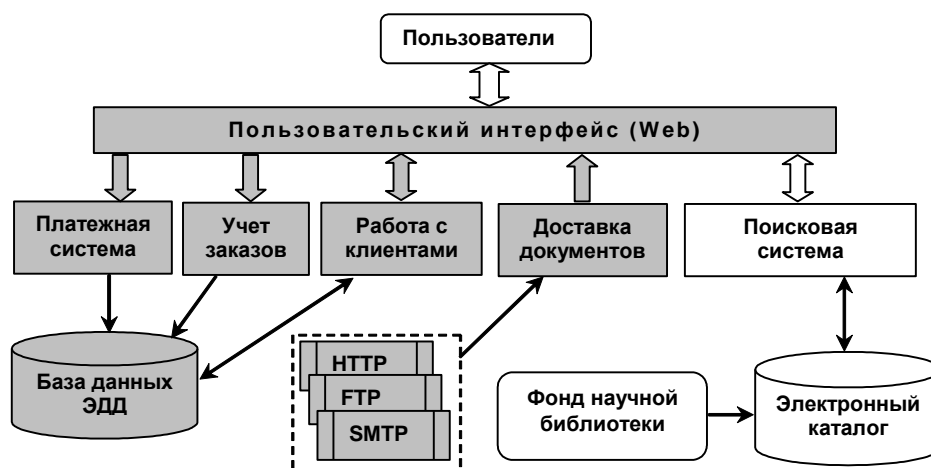 Пользователи
Пользовательский интерфейс (Web)
Платежная
система
Учет
заказов
Работа с
клиентами
Доставка
документов
Поисковая
система
База данных
ЭДД
HTTP
FTP
SMTP
Фонд научной
библиотеки
Электронный
каталог